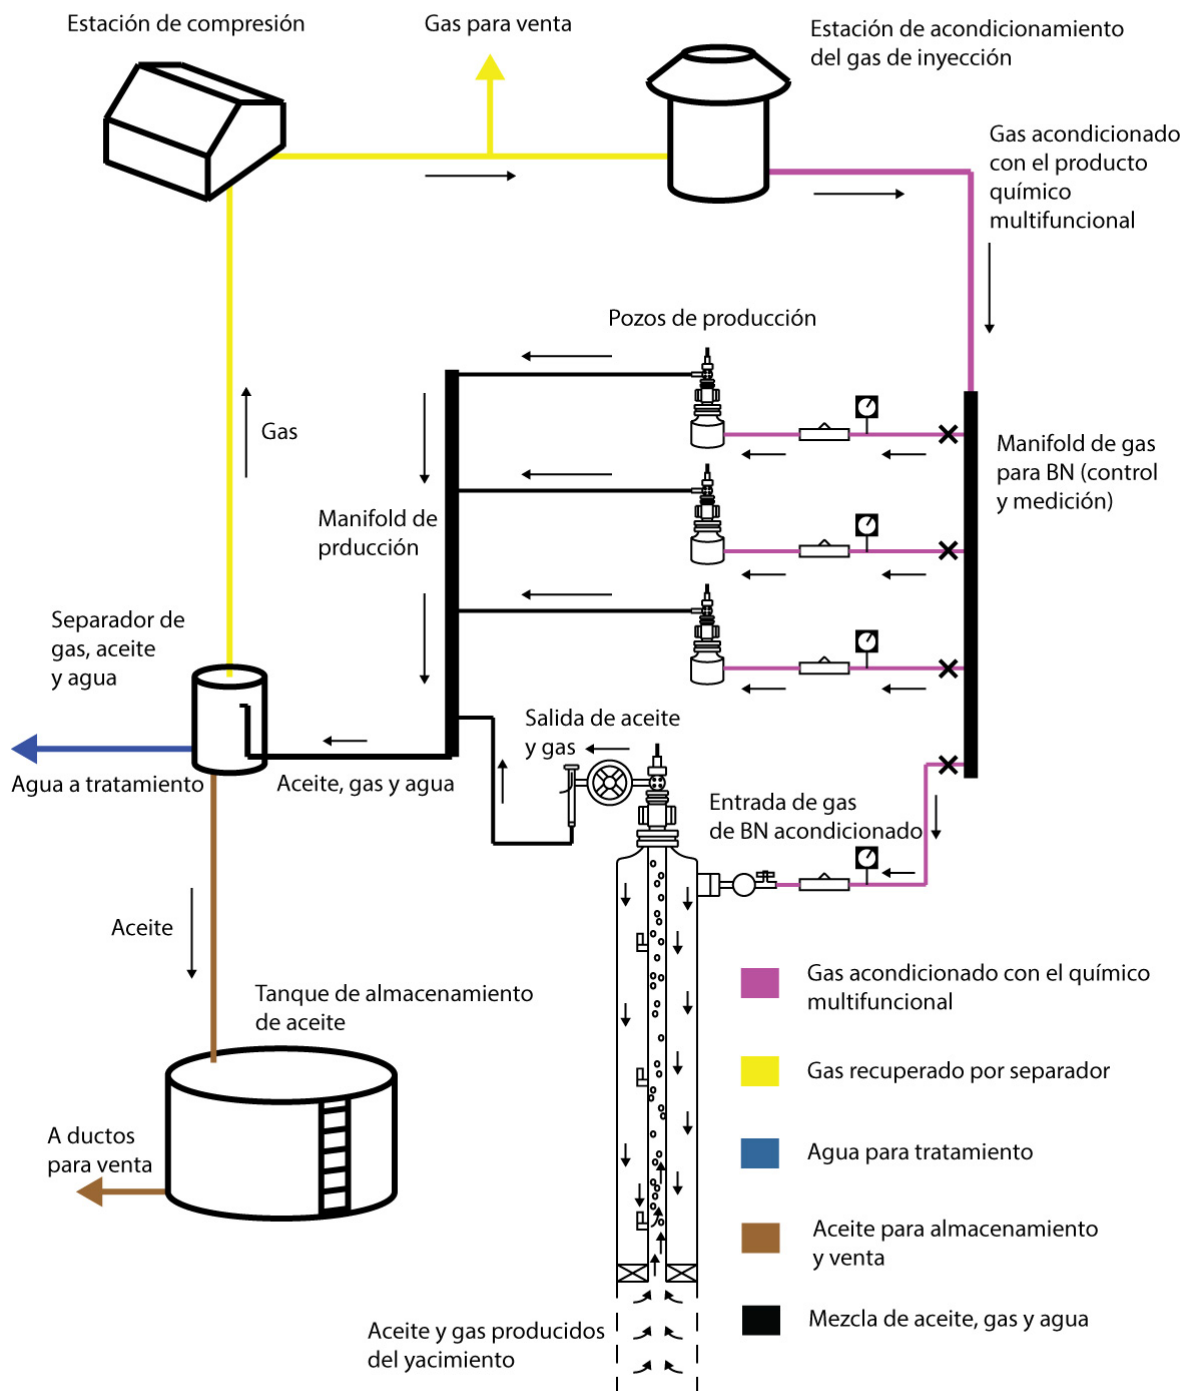 Estación de compresión
Gas para venta
Estación de acondicionamiento
del gas de inyección
Gas acondicionado
con el producto
químico
multifuncional
Pozos de producción
Gas
Manifold de gas
para BN (control
y medición)
Manifold de
prducción
Separador de
gas, aceite
y agua
Salida de aceite
y gas
Agua a tratamiento
Aceite, gas y agua
Entrada de gas
de BN acondicionado
Aceite
Gas acondicionado con el químico
multifuncional
Tanque de almacenamiento
de aceite
Gas recuperado por separador
A ductos
para venta
Agua para tratamiento
Aceite para almacenamiento
y venta
Aceite y gas producidos
del yacimiento
Mezcla de aceite, gas y agua